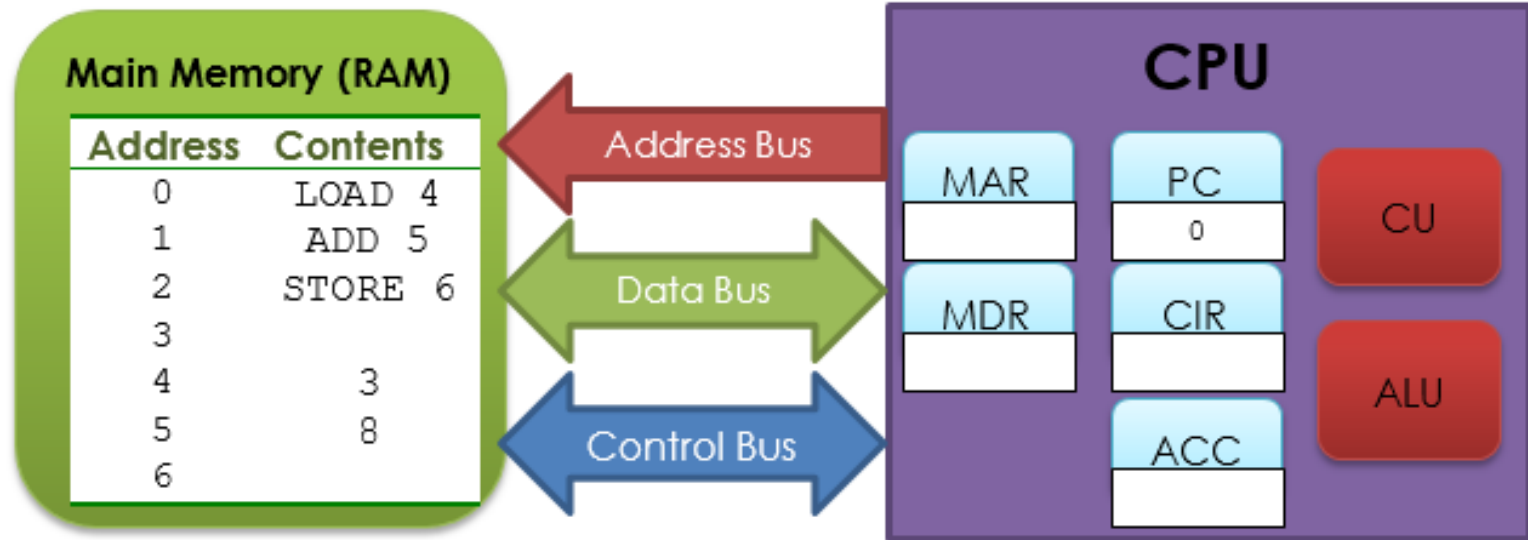 Main Memory (RAM)
Address Contents
0 LOAD 4
1 ADD 5
2 STORE 6
3
4 3
5 8
6
Address Bus
Data Bus
Control Bus
CPU
MAR
PC
0
CU
MDR
CIR
ALU
ACC